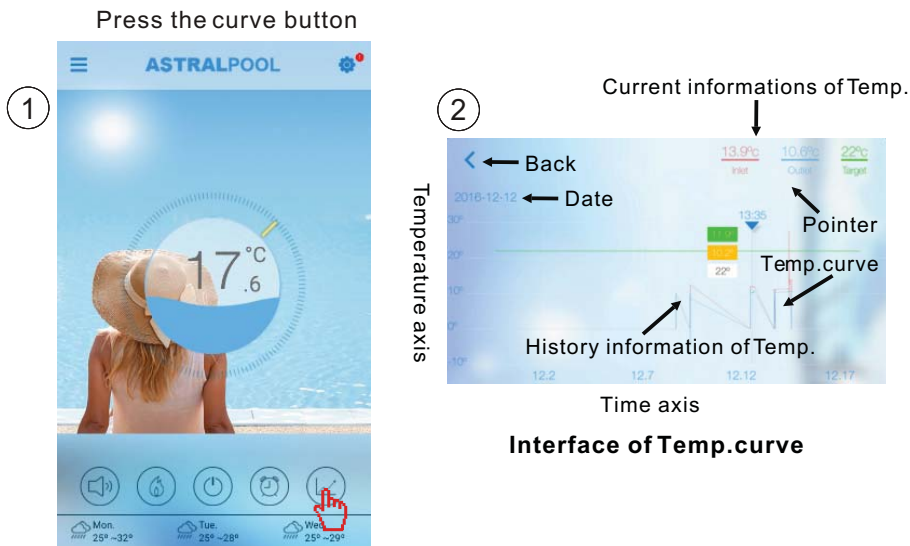 Press the curve button
1
ASTRALPOOL
17.6°C
Mon.
25° ~32°
Tue.
25° ~28°
Wed.
25° ~29°
2
Current informations of Temp.
13.9°c
Inlet
10.6°c
Outlet
22°c
Target
Back
2016-12-12
Date
Pointer
13:35
Temperature axis
30°
20°
10°
0°
-10°
22°
Temp.curve
History information of Temp.
12.2
12.7
12.12
12.17
Time axis
Interface of Temp.curve